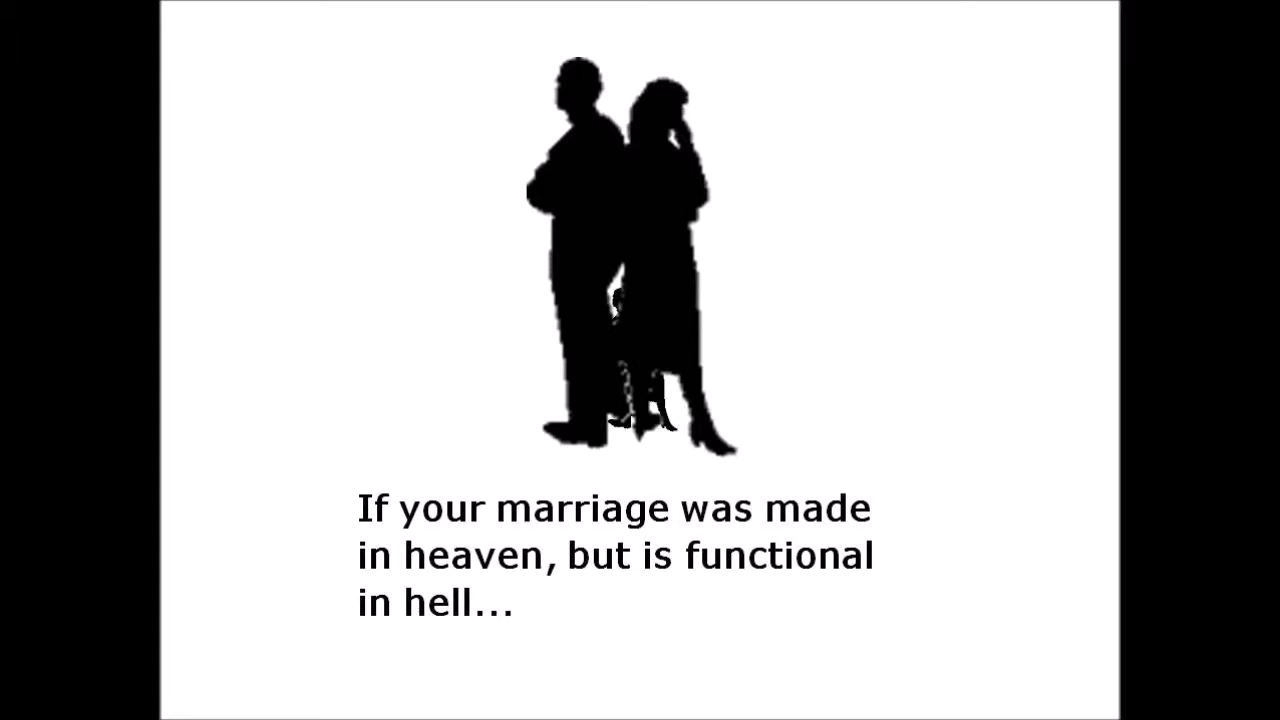 If your marriage was made
in heaven, but is functional
in hell...